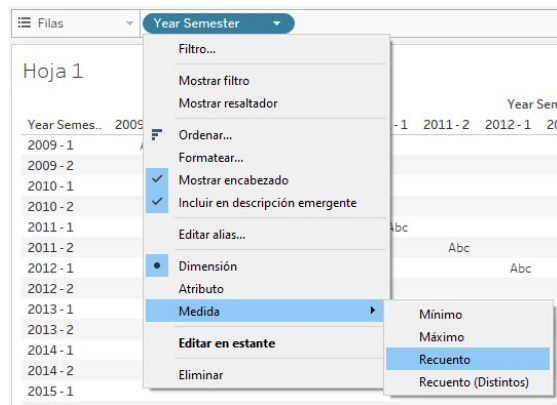 Filas
Year Semester
Filtro...
Hoja 1
Mostrar filtro
Mostrar resaltador
Year Sem
Year Semes.. 2009 - 1 2011 - 2 2012 - 1 20
Ordenar...
2009 - 1
Formatear...
2009 - 2
Mostrar encabezado
2010 - 1
Incluir en descripción emergente
2010 - 2
2011 - 1 Abc
Editar alias...
2011 - 2 Abc
2012 - 1 Dimensión Abc
2012 - 2 Atributo
2013 - 1 Medida Mínimo
2013 - 2 Máximo
2014 - 1 Editar en estante Recuento
2014 - 2 Eliminar Recuento (Distintos)
2015 - 1